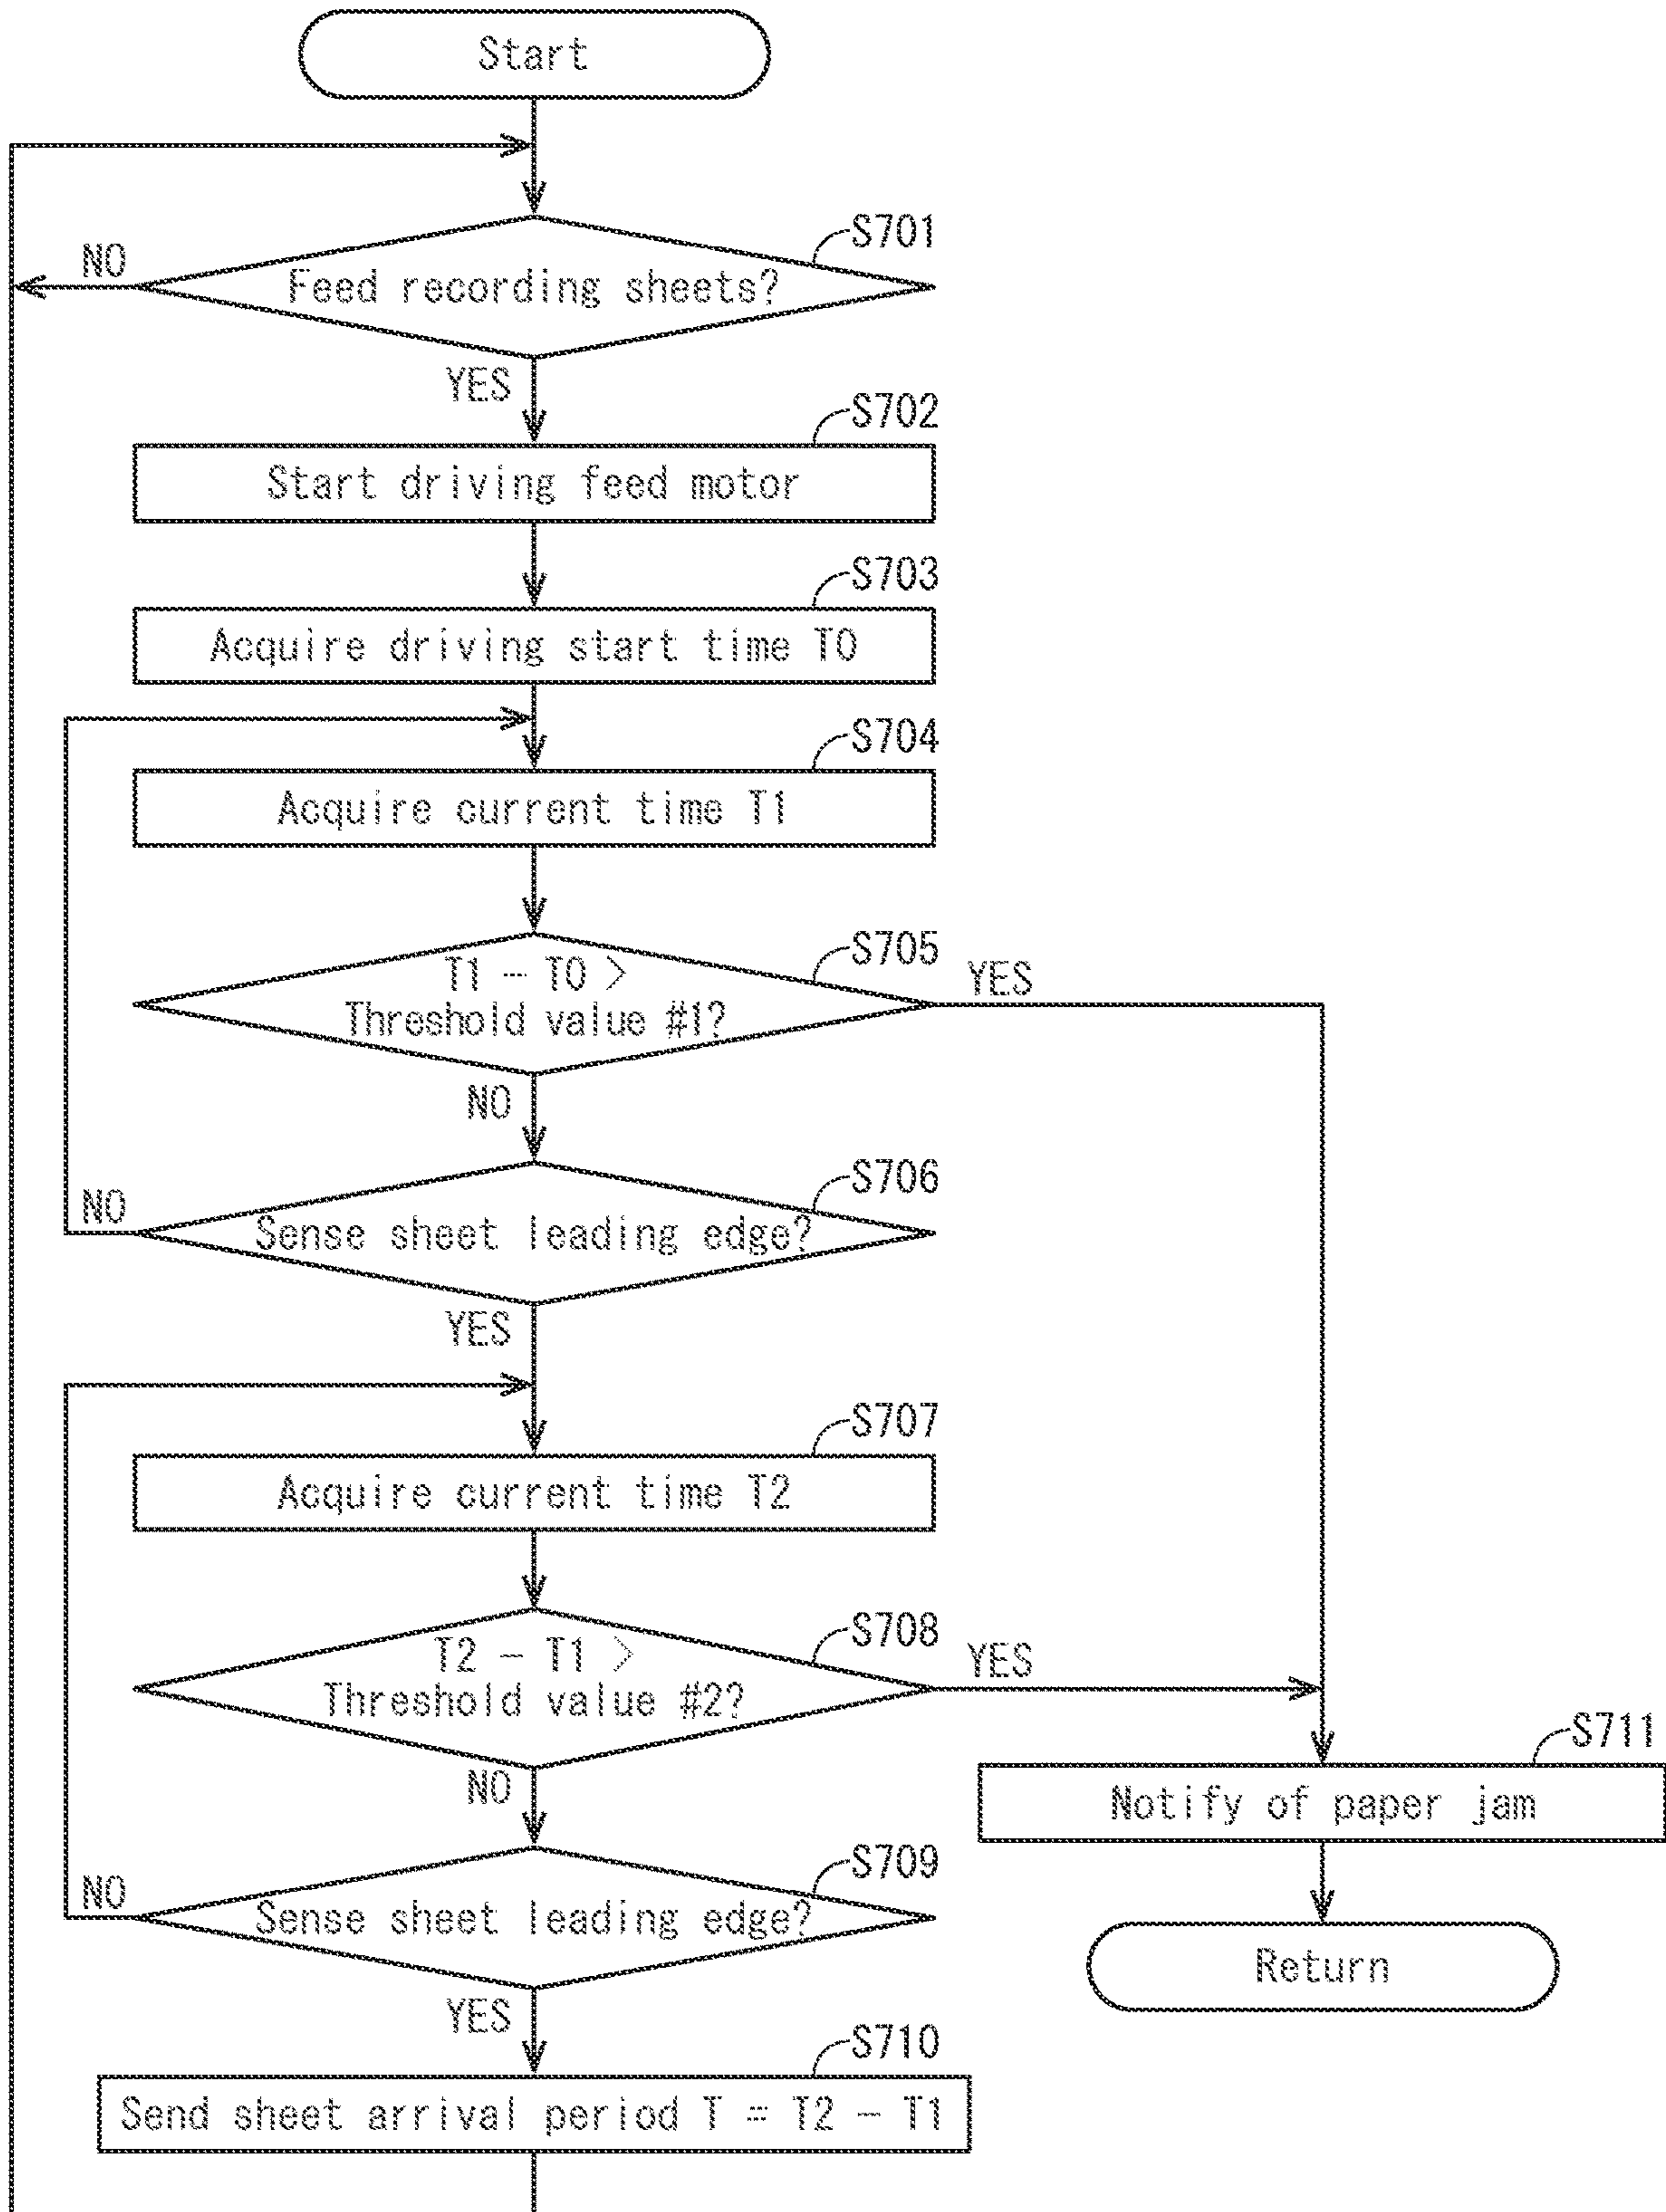 Start
S701
NO
Feed recording sheets?
YES
S702
Start driving feed motor
S703
Acquire driving start time T0
S704
Acquire current time T1
S705
T1 - T0 >
Threshold value #1?
YES
NO
S706
NO
Sense sheet leading edge?
YES
S707
Acquire current time T2
S708
T2 - T1 >
Threshold value #2?
YES
NO
S711
Notify of paper jam
S709
NO
Sense sheet leading edge?
Return
YES
S710
Send sheet arrival period T = T2 - T1